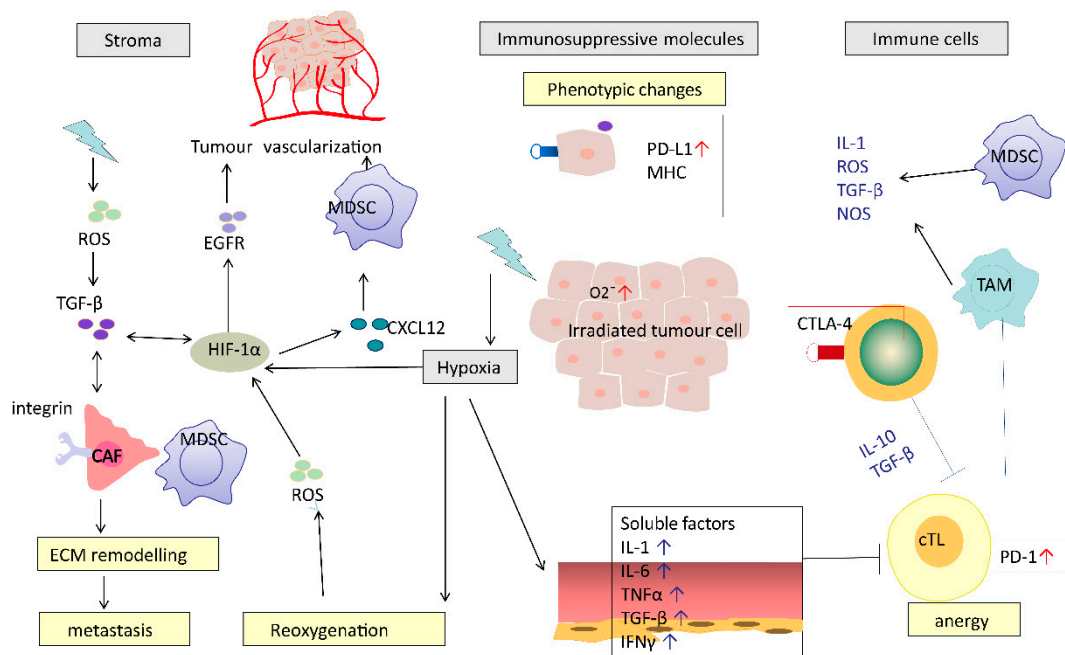 Stroma
Immunosuppressive molecules
Immune cells
Phenotypic changes
Tumour vascularization
PD-L1↑
MHC
IL-1
ROS
TGF-β
NOS
MDSC
MDSC
ROS
EGFR
TGF-β
HIF-1α
CXCL12
O2⁻↑
Irradiated tumour cell
TAM
CTLA-4
Hypoxia
integrin
CAF
MDSC
ROS
IL-10
TGF-β
ECM remodelling
metastasis
Reoxygenation
Soluble factors
IL-1 ↑
IL-6 ↑
TNFα ↑
TGF-β ↑
IFNγ ↑
cTL
PD-1↑
anergy